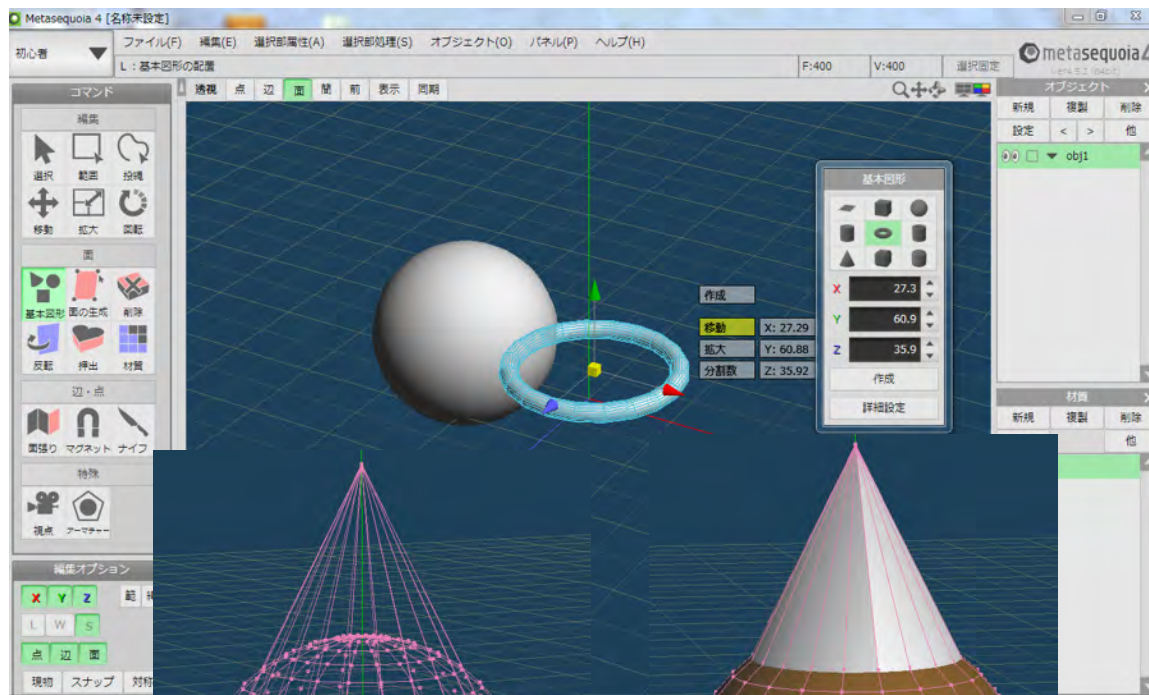 Metasequoia 4 [名称未設定]
初心者
ファイル(F) 編集(E) 選択部属性(A) 選択部処理(S) オブジェクト(O) パネル(P) ヘルプ(H)
L : 基本図形の配置
F:400 V:400 選択固定
metasequoia 4
コマンド
編集
選択 範囲 投縄
移動 拡大 回転
面
基本図形 面の生成 削除
反転 押出 材質
辺・点
面張り マグネット ナイフ
特殊
視点 アーマチャー
編集オプション
X Y Z 範
L W S
点 辺 面
現物 スナップ 対称
透視 点 辺 面 簡 前 表示 同期
作成
移動 X: 27.29
拡大 Y: 60.88
分割数 Z: 35.92
基本図形
X 27.3
Y 60.9
Z 35.9
作成
詳細設定
オブジェクト X
新規 複製 削除
設定 < > 他
obj1
材質 X
新規 複製 削除
他